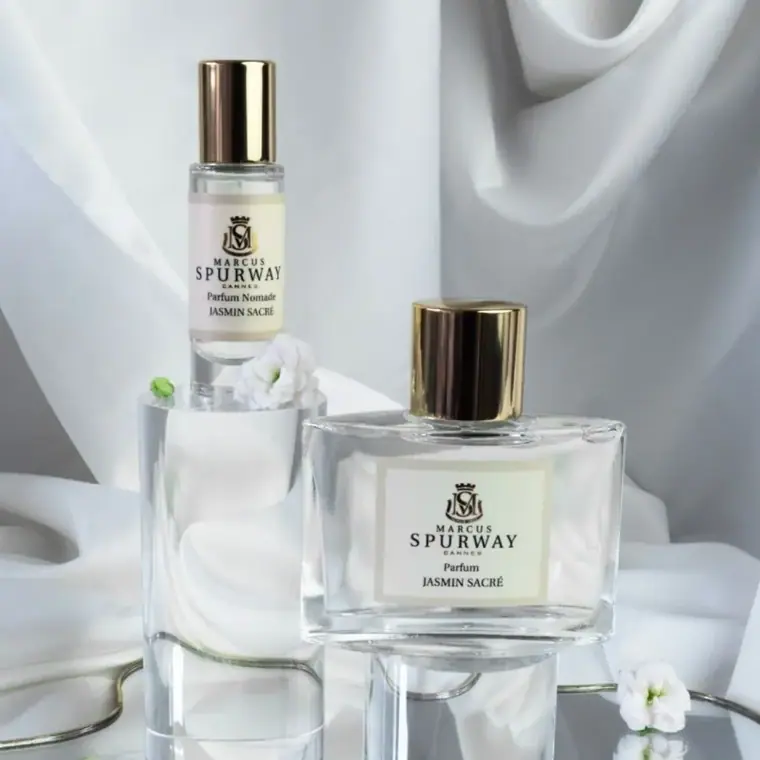 MARCUS
SPURWAY
CANNES
Parfum Nomade
JASMIN SACRÉ
MARCUS
SPURWAY
CANNES
Parfum
JASMIN SACRÉ